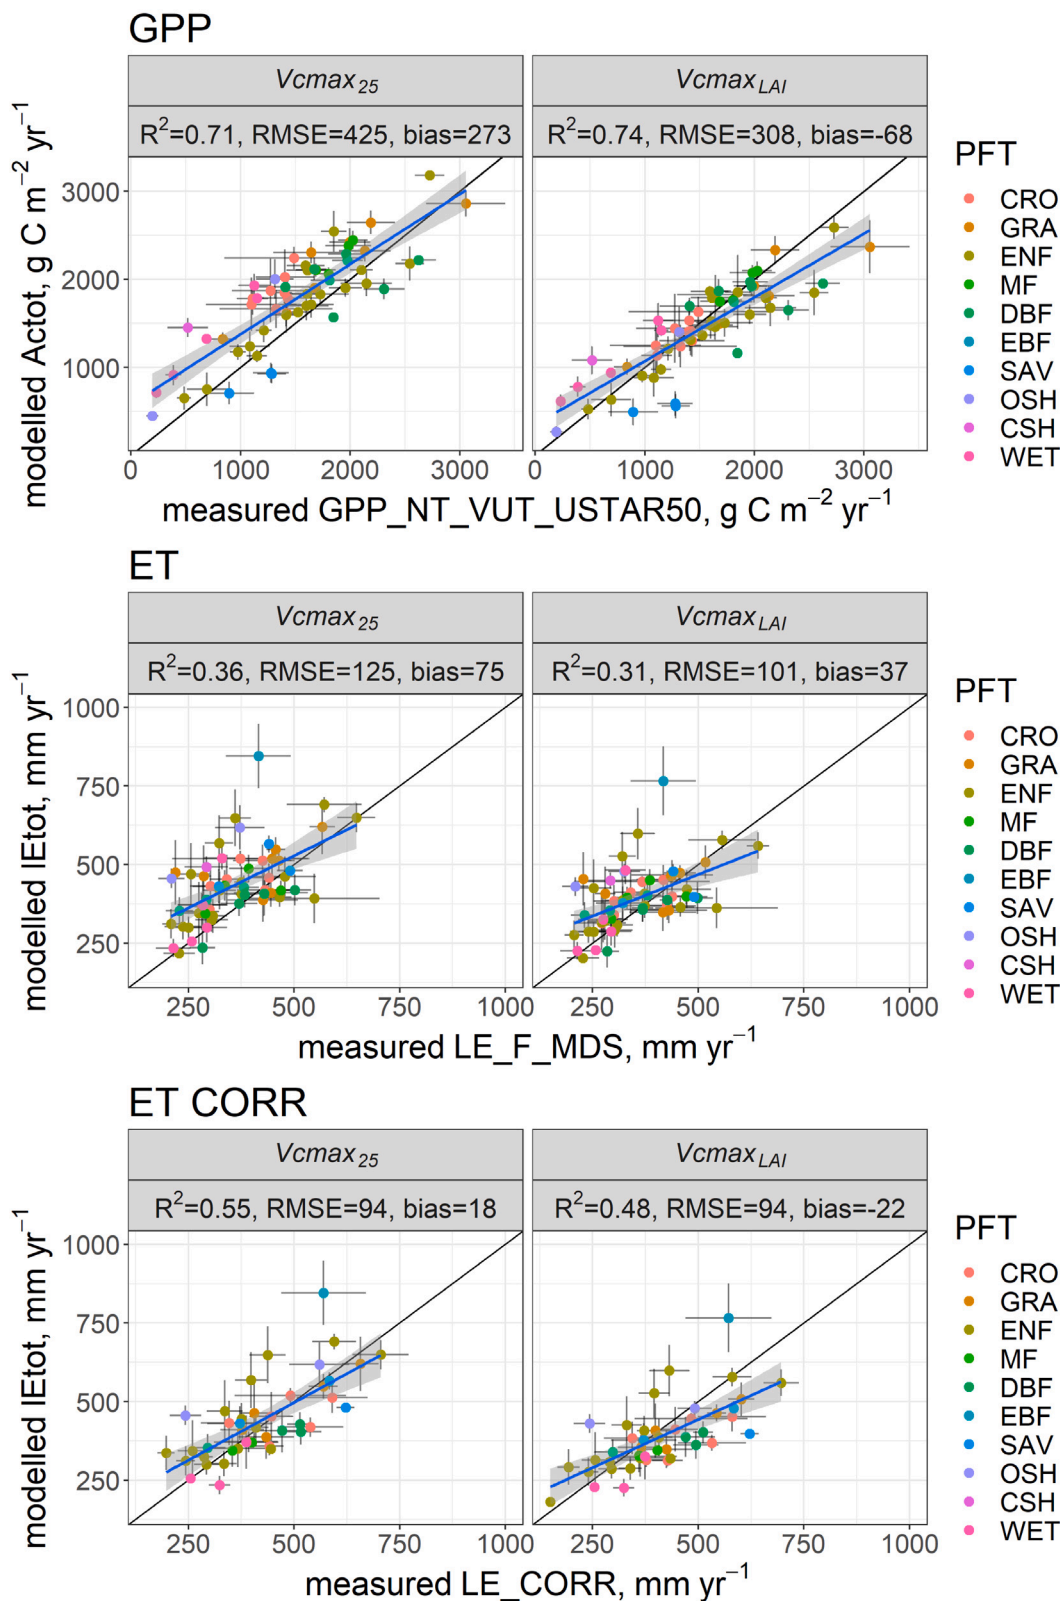 GPP
Vcmax₂₅ Vcmax_LAI
R²=0.71, RMSE=425, bias=273 R²=0.74, RMSE=308, bias=-68
modelled Actot, g C m⁻² yr⁻¹
3000
2000
1000
0 1000 2000 3000 0 1000 2000 3000
measured GPP_NT_VUT_USTAR50, g C m⁻² yr⁻¹
PFT
CRO
GRA
ENF
MF
DBF
EBF
SAV
OSH
CSH
WET
ET
Vcmax₂₅ Vcmax_LAI
R²=0.36, RMSE=125, bias=75 R²=0.31, RMSE=101, bias=37
modelled lEtot, mm yr⁻¹
1000
750
500
250
250 500 750 1000 250 500 750 1000
measured LE_F_MDS, mm yr⁻¹
PFT
CRO
GRA
ENF
MF
DBF
EBF
SAV
OSH
CSH
WET
ET CORR
Vcmax₂₅ Vcmax_LAI
R²=0.55, RMSE=94, bias=18 R²=0.48, RMSE=94, bias=-22
modelled lEtot, mm yr⁻¹
1000
750
500
250
250 500 750 1000 250 500 750 1000
measured LE_CORR, mm yr⁻¹
PFT
CRO
GRA
ENF
MF
DBF
EBF
SAV
OSH
CSH
WET